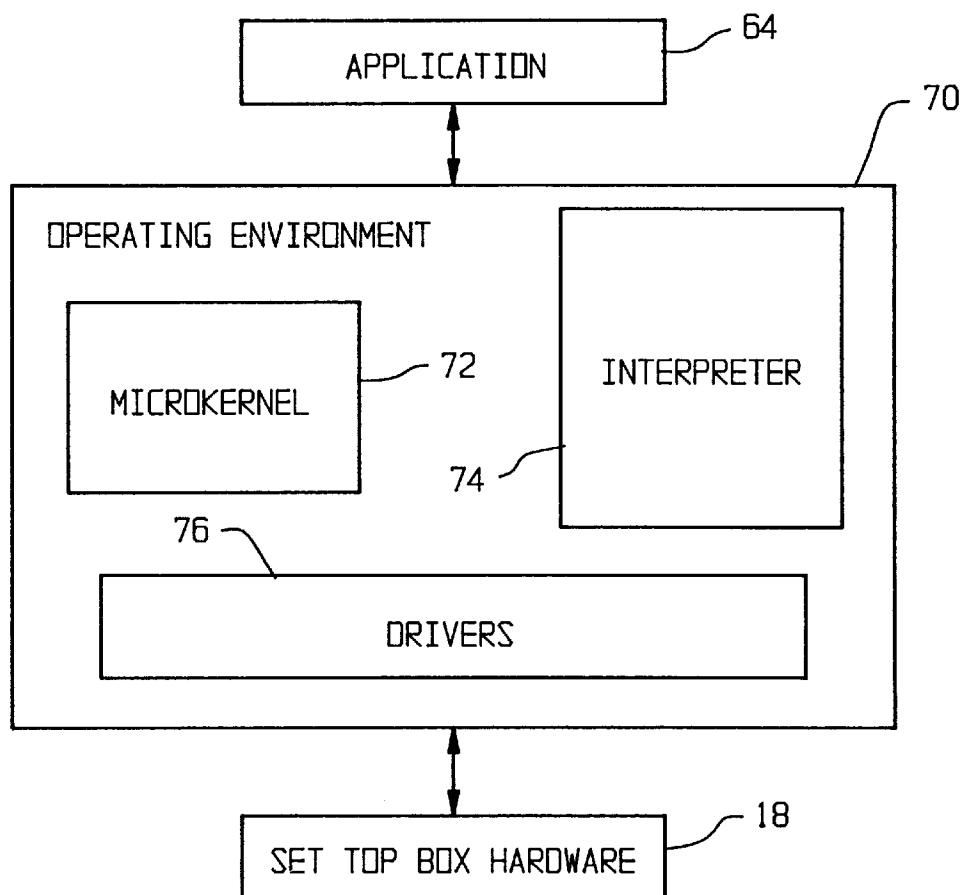 64
APPLICATION
70
OPERATING ENVIRONMENT
INTERPRETER
72
MICROKERNEL
74
76
DRIVERS
18
SET TOP BOX HARDWARE